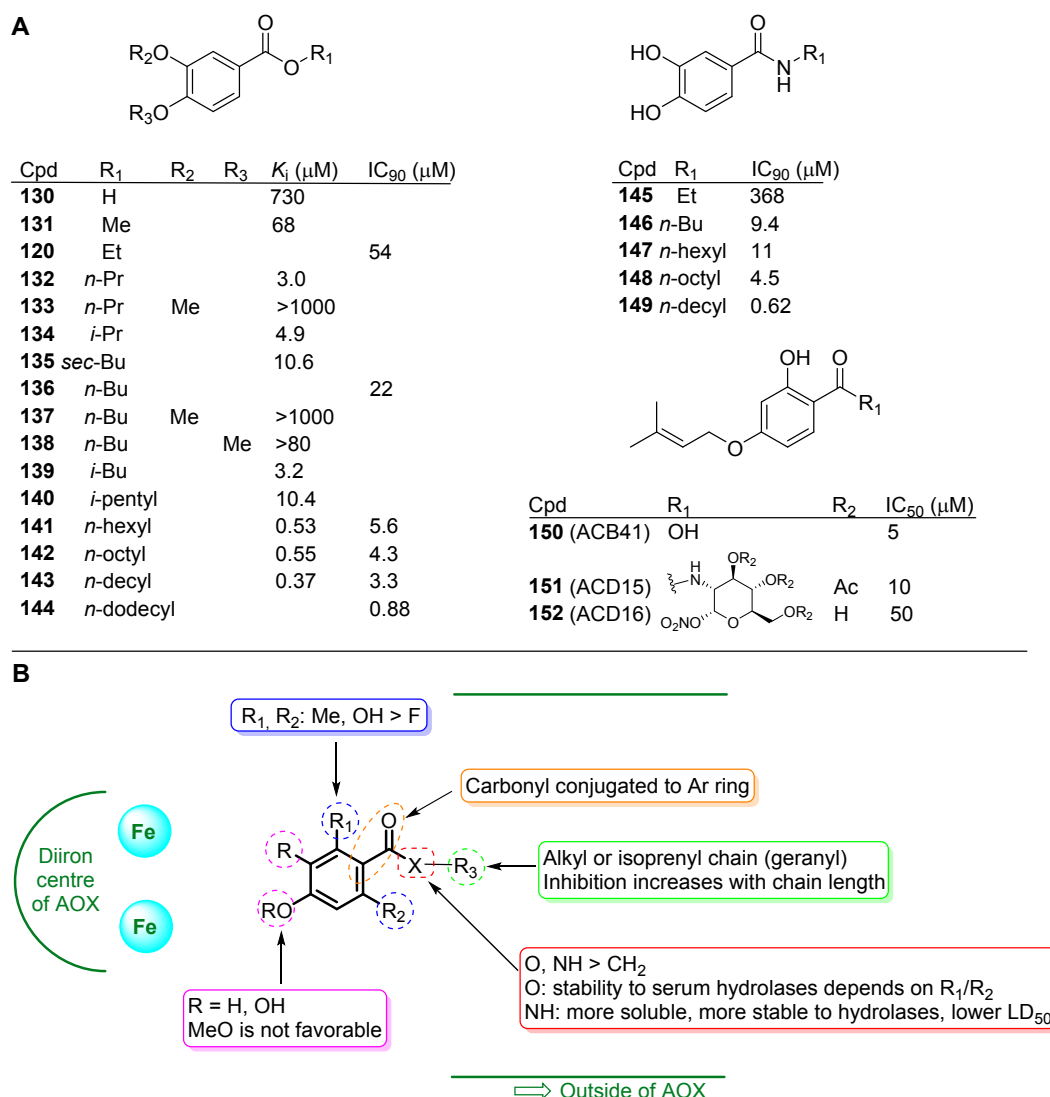 A
R2O
O
O
R1
R3O
Cpd R1 R2 R3 Ki (μM) IC90 (μM)
130 H 730
131 Me 68
120 Et 54
132 n-Pr 3.0
133 n-Pr Me >1000
134 i-Pr 4.9
135 sec-Bu 10.6
136 n-Bu 22
137 n-Bu Me >1000
138 n-Bu Me >80
139 i-Bu 3.2
140 i-pentyl 10.4
141 n-hexyl 0.53 5.6
142 n-octyl 0.55 4.3
143 n-decyl 0.37 3.3
144 n-dodecyl 0.88
HO
HO
O
N
H
R1
Cpd R1 IC90 (μM)
145 Et 368
146 n-Bu 9.4
147 n-hexyl 11
148 n-octyl 4.5
149 n-decyl 0.62
OH
O
R1
O
Cpd R1 R2 IC50 (μM)
150 (ACB41) OH 5
151 (ACD15) Ac 10
152 (ACD16) H 50
H
N
OR2
OR2
O2NO
O
OR2
B
R1, R2: Me, OH > F
Carbonyl conjugated to Ar ring
Fe
Fe
Diiron
centre
of AOX
R
R1
O
X
R3
RO
R2
Alkyl or isoprenyl chain (geranyl)
Inhibition increases with chain length
R = H, OH
MeO is not favorable
O, NH > CH2
O: stability to serum hydrolases depends on R1/R2
NH: more soluble, more stable to hydrolases, lower LD50
Outside of AOX